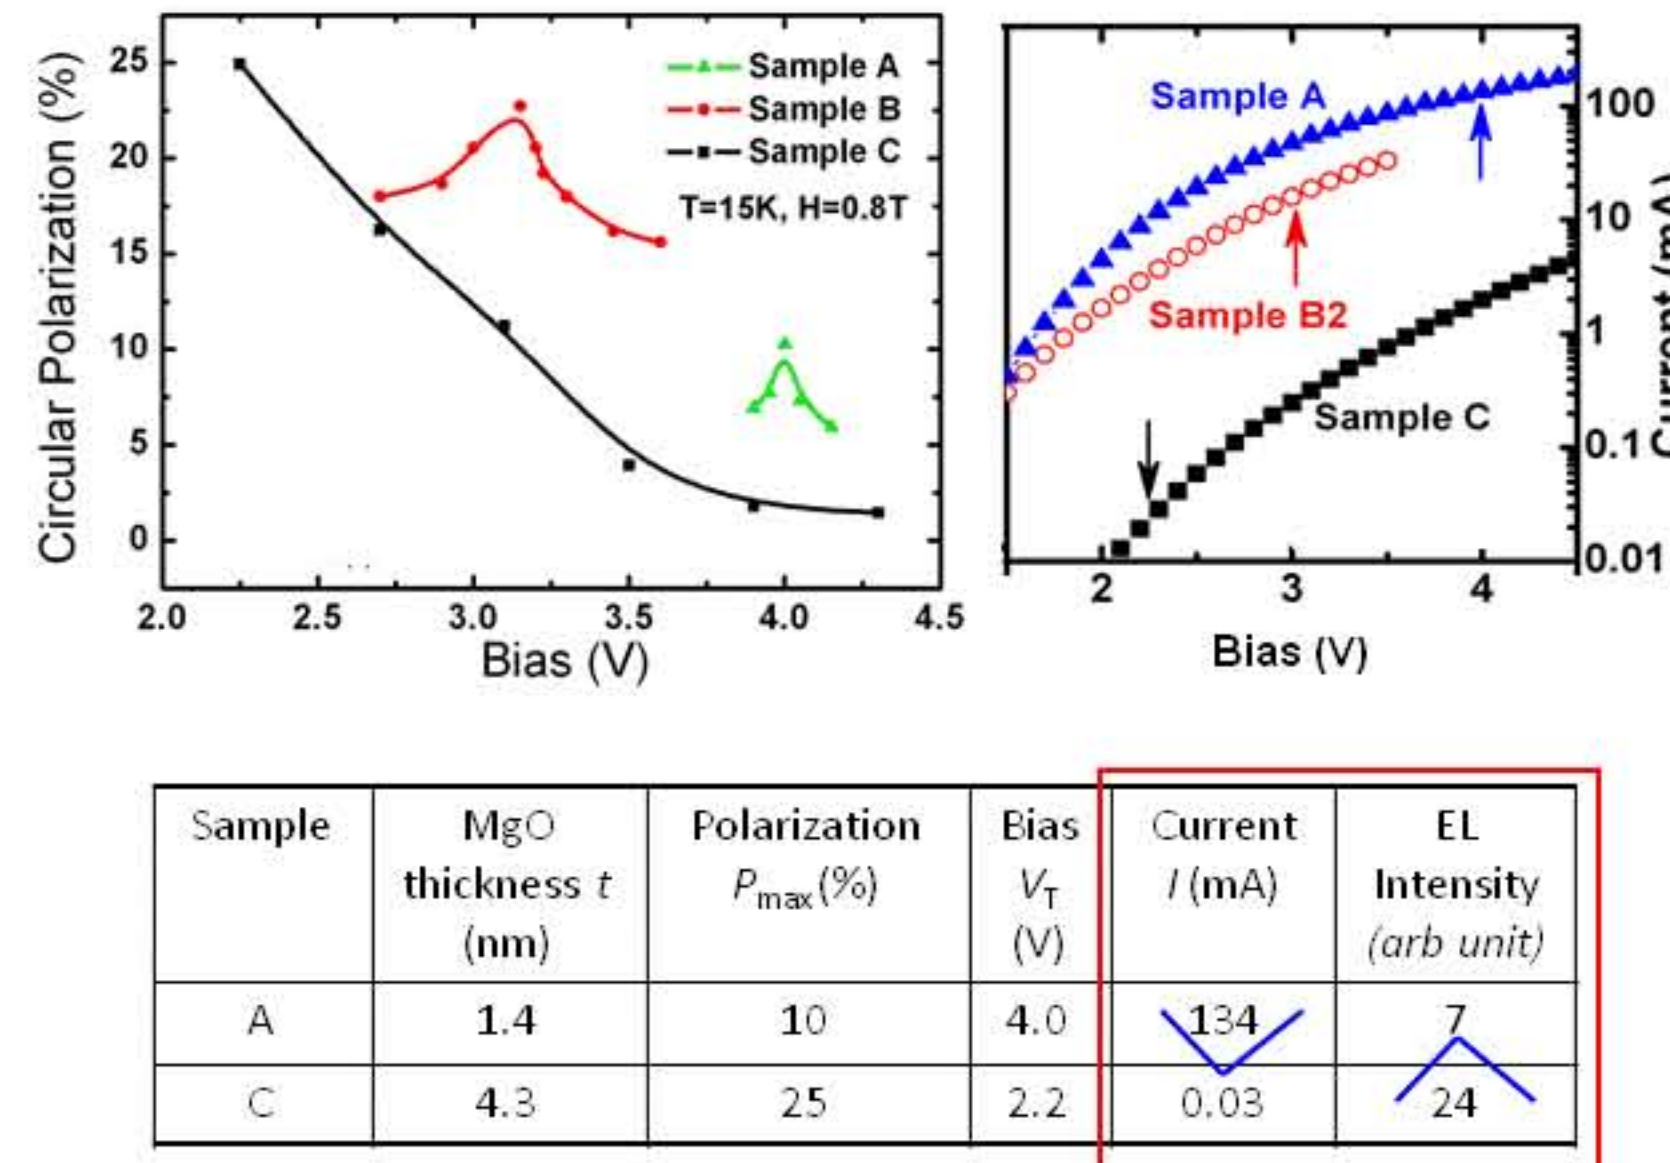 Circular Polarization (%)
25
20
15
10
5
0
2.0 2.5 3.0 3.5 4.0 4.5
Bias (V)
Sample A
Sample B
Sample C
T=15K, H=0.8T
Sample A
Sample B2
Sample C
100
10
1
0.1
0.01
2 3 4
Bias (V)
Sample MgO Polarization Bias Current EL
thickness t Pmax(%) VT I (mA) Intensity
(nm) (V) (arb unit)
A 1.4 10 4.0 134 7
C 4.3 25 2.2 0.03 24